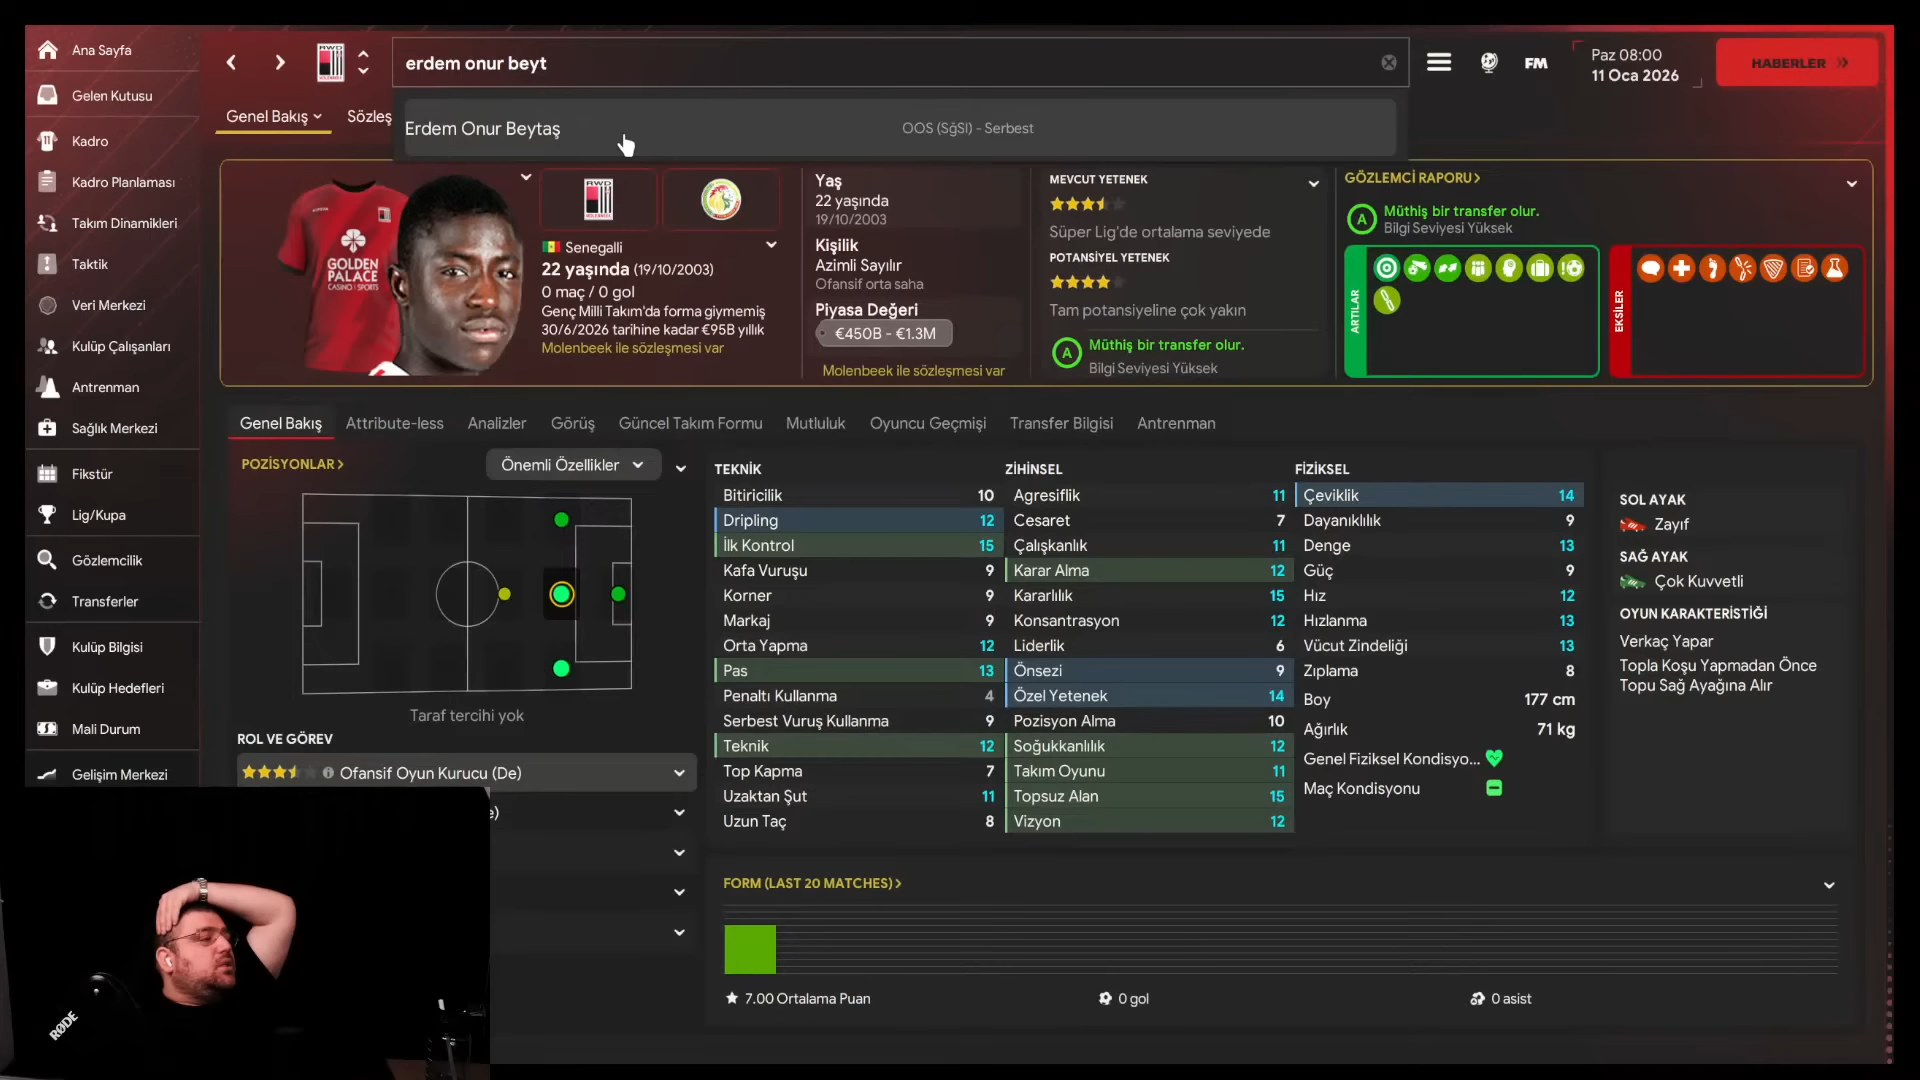 Ana Sayfa
Gelen Kutusu
Kadro
Kadro Planlaması
Takım Dinamikleri
Taktik
Veri Merkezi
Kulüp Çalışanları
Antrenman
Sağlık Merkezi
Fikstür
Lig/Kupa
Gözlemcilik
Transferler
Kulüp Bilgisi
Kulüp Hedefleri
Mali Durum
Gelişim Merkezi
RWD
erdem onur beyt
FM
Paz 08:00
11 Oca 2026
HABERLER
Genel Bakış
Sözleş
Erdem Onur Beytaş
OOS (SğSl) - Serbest
GOLDEN
PALACE
CASINO | SPORTS
RWD
MOLENBEEK
Senegalli
22 yaşında (19/10/2003)
0 maç / 0 gol
Genç Milli Takım'da forma giymemiş
30/6/2026 tarihine kadar €95B yıllık
Molenbeek ile sözleşmesi var
Yaş
22 yaşında
19/10/2003
Kişilik
Azimli Sayılır
Ofansif orta saha
Piyasa Değeri
€450B - €1.3M
Molenbeek ile sözleşmesi var
MEVCUT YETENEK
Süper Lig'de ortalama seviyede
POTANSİYEL YETENEK
Tam potansiyeline çok yakın
A
Müthiş bir transfer olur.
Bilgi Seviyesi Yüksek
GÖZLEMCİ RAPORU
A
Müthiş bir transfer olur.
Bilgi Seviyesi Yüksek
ARTILAR
EKSİLER
Genel Bakış
Attribute-less
Analizler
Görüş
Güncel Takım Formu
Mutluluk
Oyuncu Geçmişi
Transfer Bilgisi
Antrenman
POZİSYONLAR
Önemli Özellikler
Taraf tercihi yok
ROL VE GÖREV
Ofansif Oyun Kurucu (De)
e)
TEKNİK
Bitiricilik 10
Dripling 12
İlk Kontrol 15
Kafa Vuruşu 9
Korner 9
Markaj 9
Orta Yapma 12
Pas 13
Penaltı Kullanma 4
Serbest Vuruş Kullanma 9
Teknik 12
Top Kapma 7
Uzaktan Şut 11
Uzun Taç 8
ZİHİNSEL
Agresiflik 11
Cesaret 7
Çalışkanlık 11
Karar Alma 12
Kararlılık 15
Konsantrasyon 12
Liderlik 6
Önsezi 9
Özel Yetenek 14
Pozisyon Alma 10
Soğukkanlılık 12
Takım Oyunu 11
Topsuz Alan 15
Vizyon 12
FİZİKSEL
Çeviklik 14
Dayanıklılık 9
Denge 13
Güç 9
Hız 12
Hızlanma 13
Vücut Zindeliği 13
Zıplama 8
Boy 177 cm
Ağırlık 71 kg
Genel Fiziksel Kondisyo...
Maç Kondisyonu
SOL AYAK
Zayıf
SAĞ AYAK
Çok Kuvvetli
OYUN KARAKTERİSTİĞİ
Verkaç Yapar
Topla Koşu Yapmadan Önce
Topu Sağ Ayağına Alır
FORM (LAST 20 MATCHES)
7.00 Ortalama Puan
0 gol
0 asist
RØDE